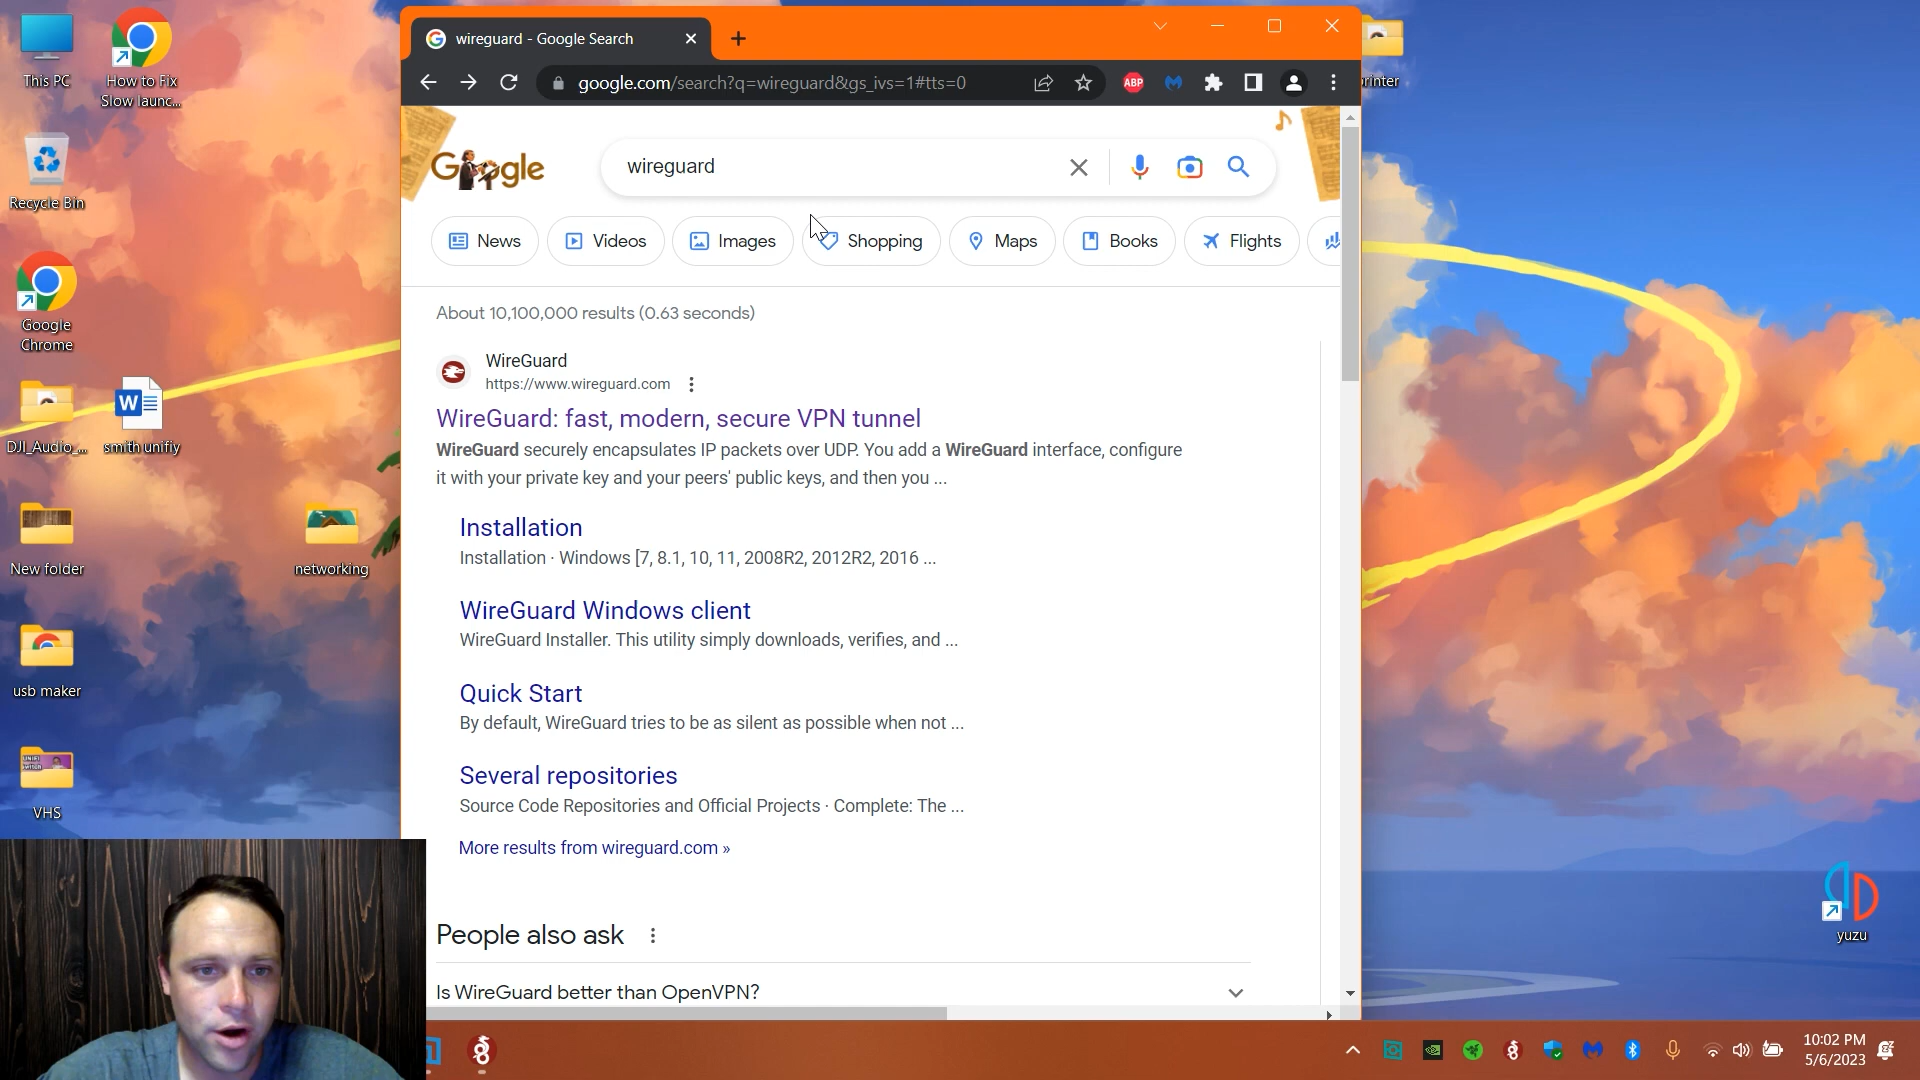 This PC
How to Fix
Slow launc...
Recycle Bin
Google
Chrome
DJI_Audio_...
smith unifiy
New folder
networking
usb maker
VHS
wireguard - Google Search
google.com/search?q=wireguard&gs_ivs=1#tts=0
ABP
Google
wireguard
News
Videos
Images
Shopping
Maps
Books
Flights
About 10,100,000 results (0.63 seconds)
WireGuard
https://www.wireguard.com
WireGuard: fast, modern, secure VPN tunnel
WireGuard securely encapsulates IP packets over UDP. You add a WireGuard interface, configure
it with your private key and your peers' public keys, and then you ...
Installation
Installation · Windows [7, 8.1, 10, 11, 2008R2, 2012R2, 2016 ...
WireGuard Windows client
WireGuard Installer. This utility simply downloads, verifies, and ...
Quick Start
By default, WireGuard tries to be as silent as possible when not ...
Several repositories
Source Code Repositories and Official Projects · Complete: The ...
More results from wireguard.com »
People also ask
Is WireGuard better than OpenVPN?
rinter
yuzu
10:02 PM
5/6/2023